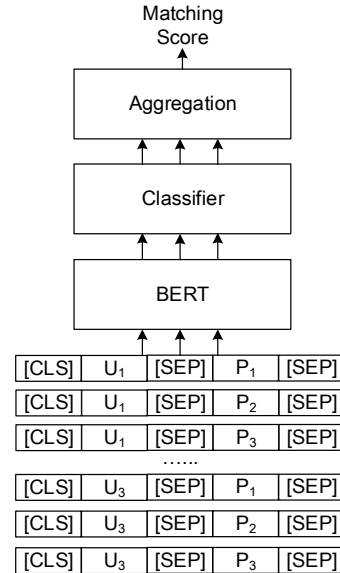 Matching
Score
Aggregation
Classifier
BERT
[CLS] U₁ [SEP] P₁ [SEP]
[CLS] U₁ [SEP] P₂ [SEP]
[CLS] U₁ [SEP] P₃ [SEP]
......
[CLS] U₃ [SEP] P₁ [SEP]
[CLS] U₃ [SEP] P₂ [SEP]
[CLS] U₃ [SEP] P₃ [SEP]